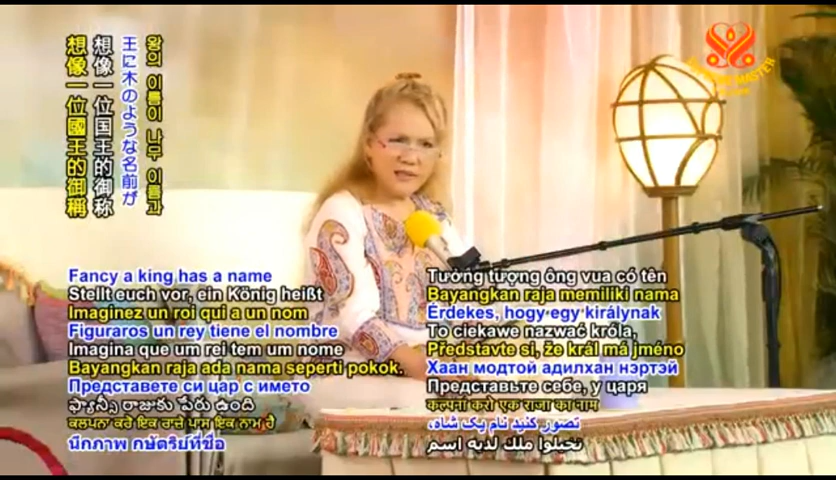 왕의 이름이 나무 이름과
王に木のような名前が
想像一位国王的御称
想像一位國王的御稱
MASTER
Fancy a king has a name
Stellt euch vor, ein König heißt
Imaginez un roi qui a un nom
Figuraros un rey tiene el nombre
Imagina que um rei tem um nome
Bayangkan raja ada nama seperti pokok.
Представете си цар с името
ఫ్యాన్సీ రాజుకు పేరు ఉంది
ਕਲਪਨਾ ਕਰੋ ਇਕ ਰਾਜੇ ਪਾਸ ਇਕ ਨਾਮ ਹੈ
นึกภาพ กษัตริย์ที่ชื่อ
Tưởng tượng ông vua có tên
Bayangkan raja memiliki nama
Érdekes, hogy egy királynak
To ciekawe nazwać króla,
Představte si, že král má jméno
Хаан модтой адилхан нэртэй
Представьте себе, у царя
कल्पना करो एक राजा का नाम
تصور کنید نام یک شاه،
تخيلوا ملك لديه اسم